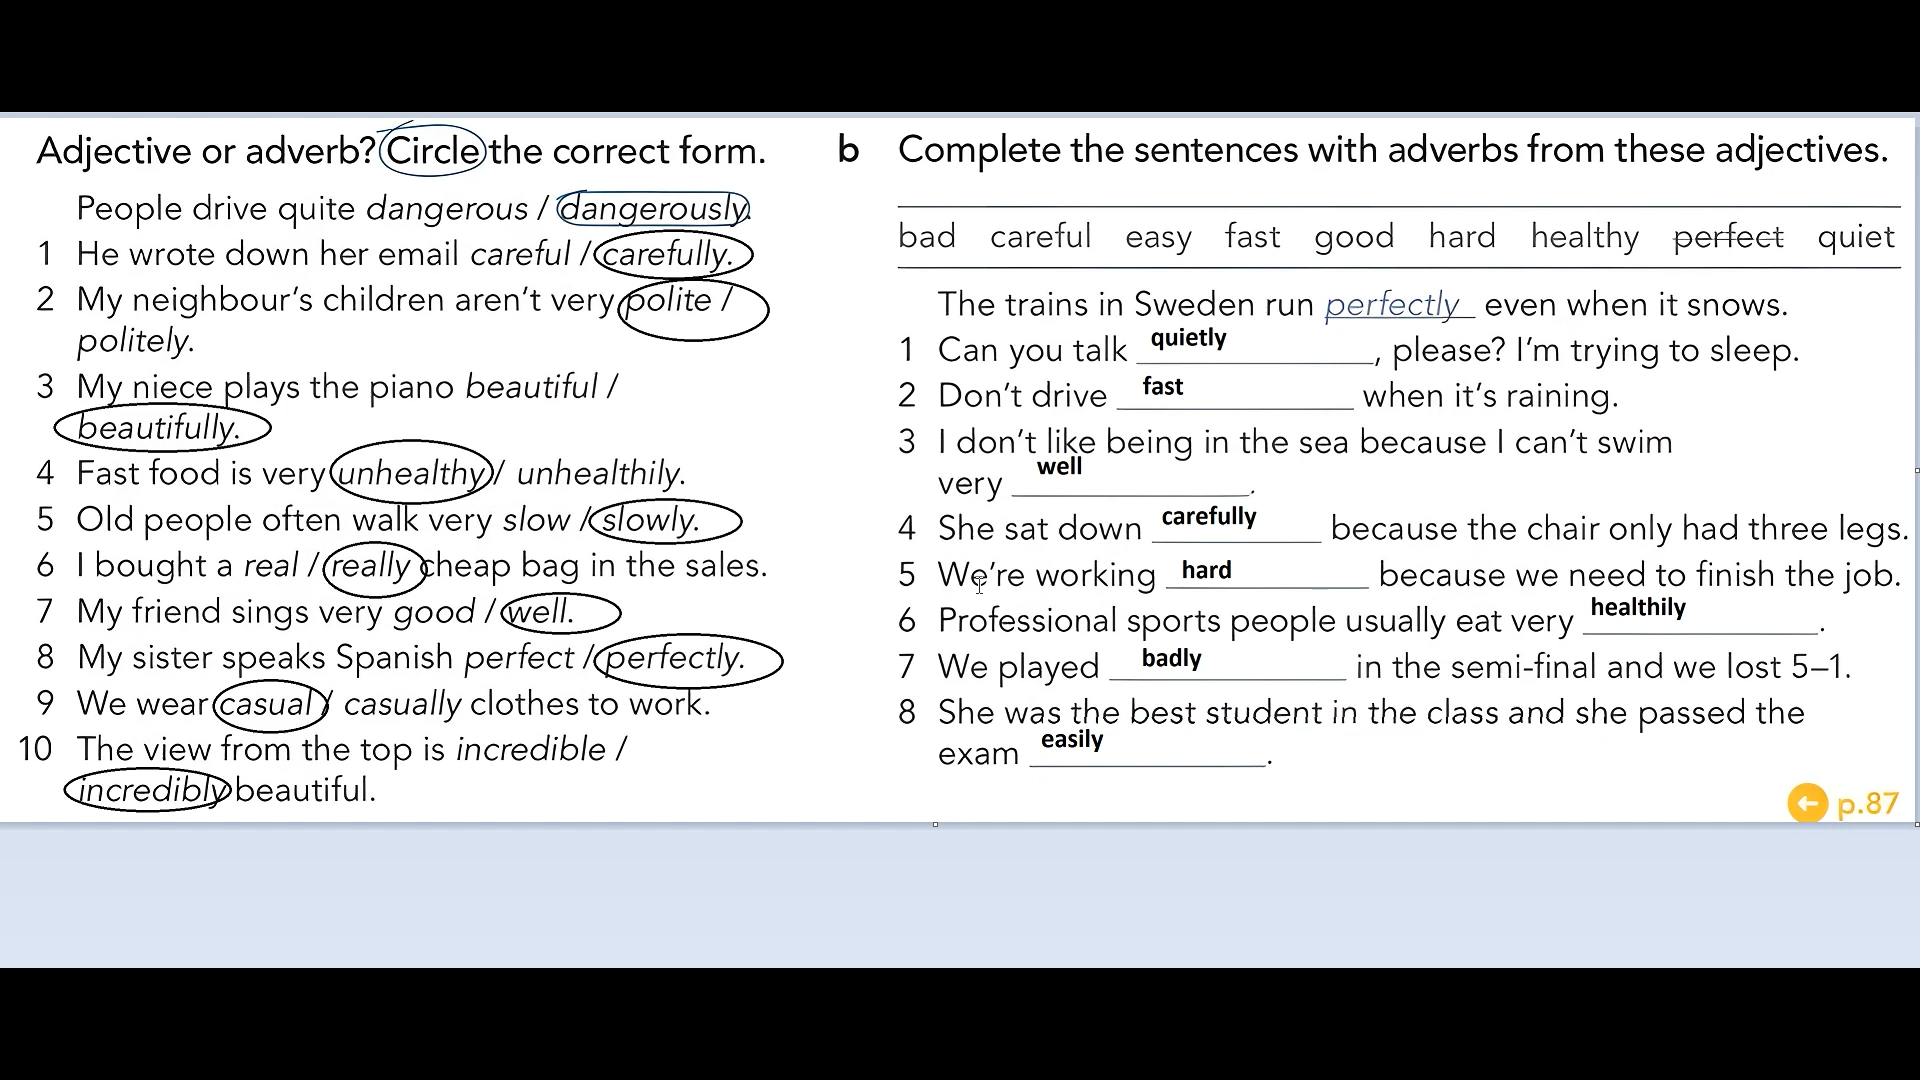 Adjective or adverb? Circle the correct form.
People drive quite dangerous / dangerously.
1 He wrote down her email careful / carefully.
2 My neighbour's children aren't very polite /
politely.
3 My niece plays the piano beautiful /
beautifully.
4 Fast food is very unhealthy / unhealthily.
5 Old people often walk very slow / slowly.
6 I bought a real / really cheap bag in the sales.
7 My friend sings very good / well.
8 My sister speaks Spanish perfect / perfectly.
9 We wear casual / casually clothes to work.
10 The view from the top is incredible /
incredibly beautiful.
b Complete the sentences with adverbs from these adjectives.
bad careful easy fast good hard healthy perfect quiet
The trains in Sweden run perfectly even when it snows.
1 Can you talk quietly, please? I'm trying to sleep.
2 Don't drive fast when it's raining.
3 I don't like being in the sea because I can't swim
very well.
4 She sat down carefully because the chair only had three legs.
5 We're working hard because we need to finish the job.
6 Professional sports people usually eat very healthily.
7 We played badly in the semi-final and we lost 5–1.
8 She was the best student in the class and she passed the
exam easily.
p.87